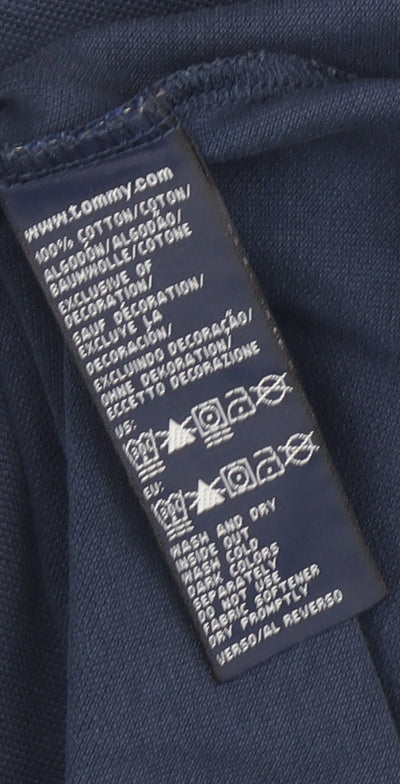 www.tommy.com
100% COTTON/COTON/
ALGODÓN/ALGODÃO/
BAUMWOLLE/COTONE
EXCLUSIVE OF
DECORATION/
SAUF DÉCORATION/
EXCLUYE LA
DECORACIÓN/
EXCLUINDO DECORAÇÃO/
OHNE DEKORATION/
ECCETTO DECORAZIONE
US:
EU:
WASH AND DRY
INSIDE OUT
WASH COLD
DARK COLORS
SEPARATELY
DO NOT USE
FABRIC SOFTENER
DRY PROMPTLY
VERSO/AL REVERSO